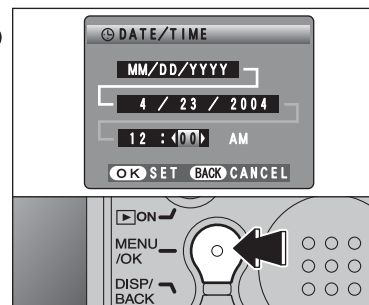 DATE/TIME
MM/DD/YYYY
4 / 23 / 2004
12 : 00 AM
OK SET BACK CANCEL
ON
MENU
/OK
DISP/
BACK